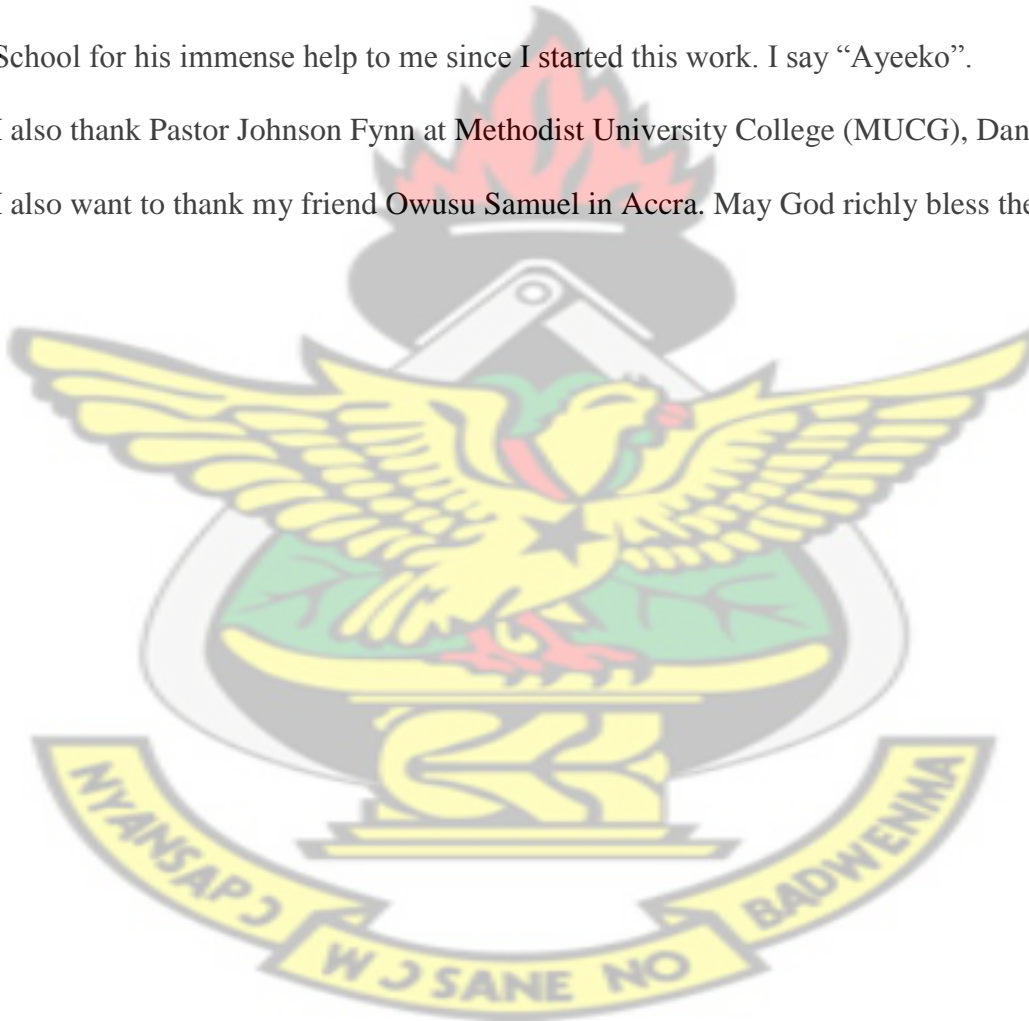 School for his immense help to me since I started this work. I say “Ayeeko”.
I also thank Pastor Johnson Fynn at Methodist University College (MUCG), Dan
I also want to thank my friend Owusu Samuel in Accra. May God richly bless the
NYANSAPƆ
WƆSANE NO
BADWENMA